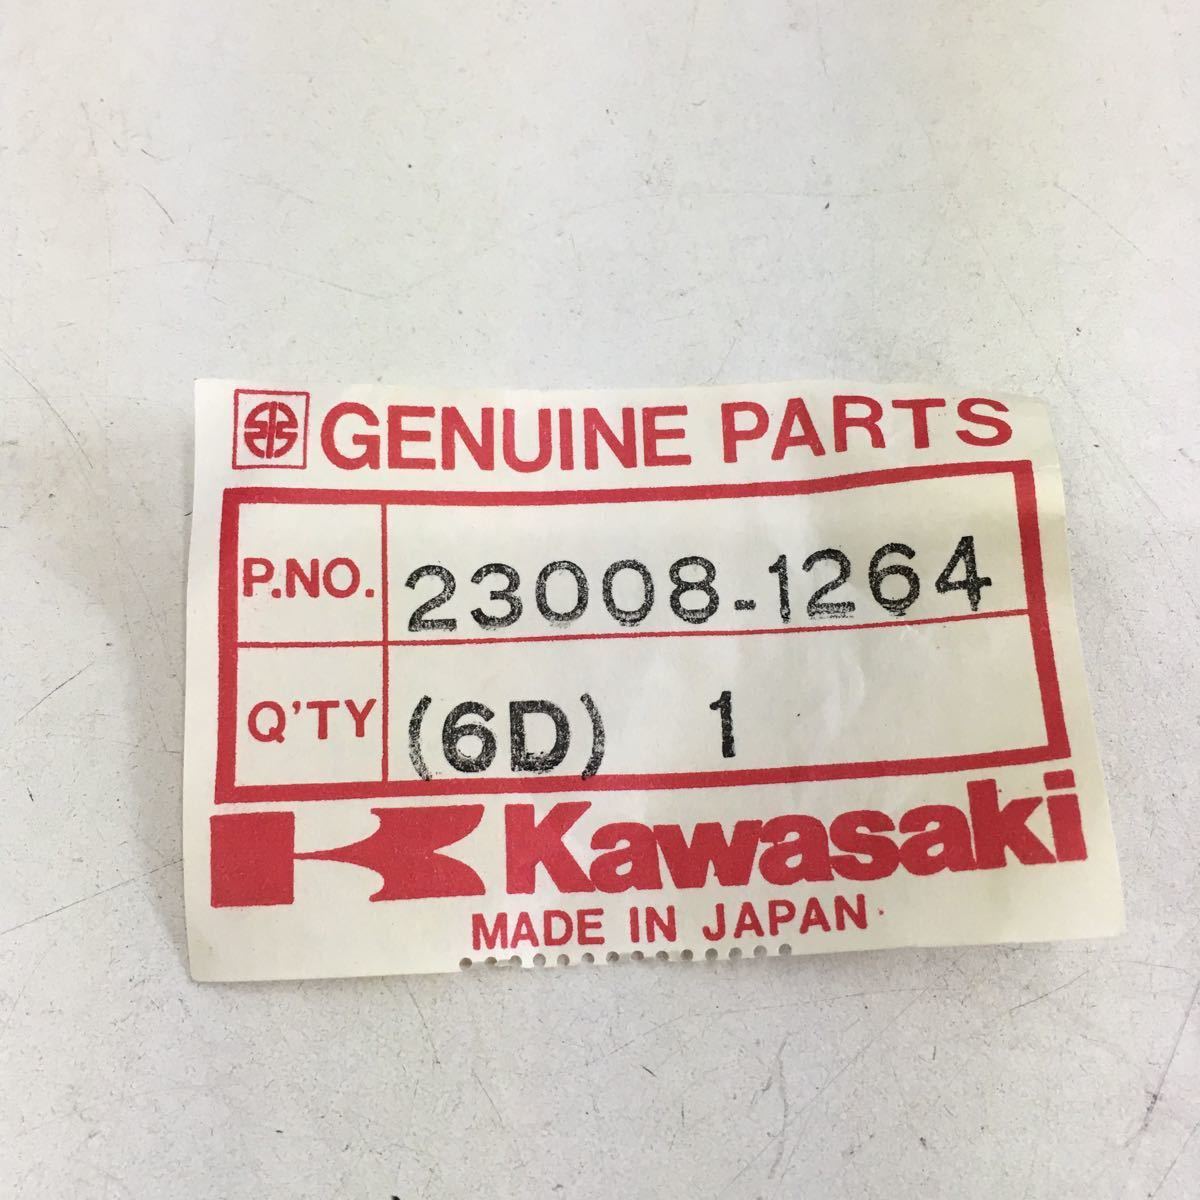 GENUINE PARTS
P.NO. 23008-1264
Q'TY (6D) 1
Kawasaki
MADE IN JAPAN